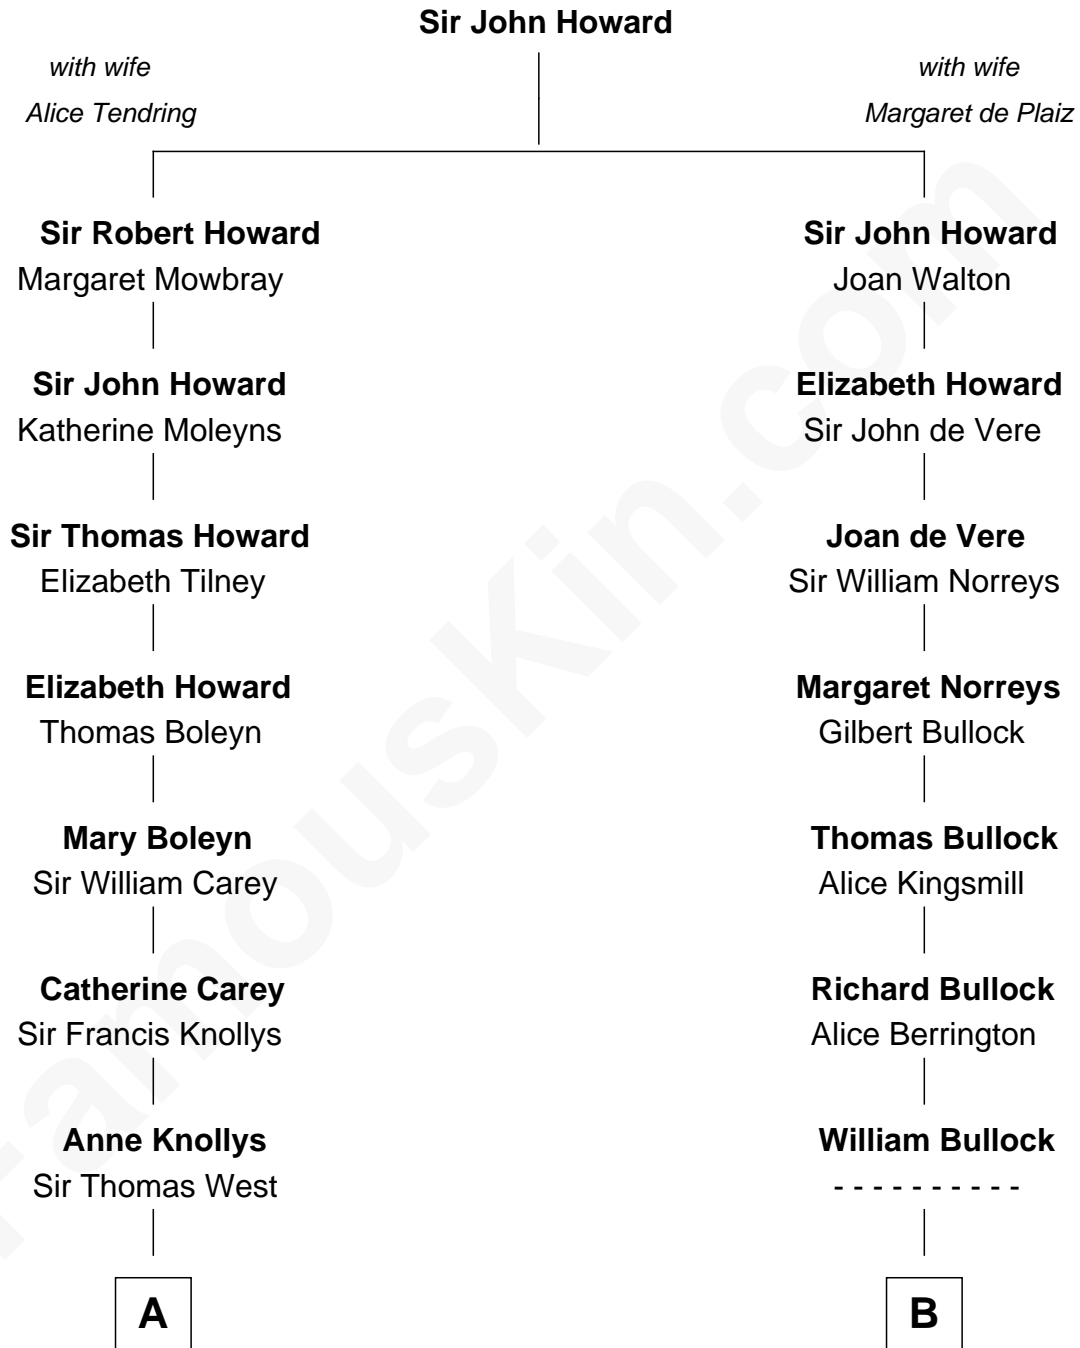 Sir John Howard
with wife
Alice Tendring
with wife
Margaret de Plaiz
Sir Robert Howard
Margaret Mowbray
Sir John Howard
Joan Walton
Sir John Howard
Katherine Moleyns
Elizabeth Howard
Sir John de Vere
Sir Thomas Howard
Elizabeth Tilney
Joan de Vere
Sir William Norreys
Elizabeth Howard
Thomas Boleyn
Margaret Norreys
Gilbert Bullock
Mary Boleyn
Sir William Carey
Thomas Bullock
Alice Kingsmill
Catherine Carey
Sir Francis Knollys
Richard Bullock
Alice Berrington
Anne Knollys
Sir Thomas West
William Bullock
- - - - - - - - - -
A
B
FamousKin.com